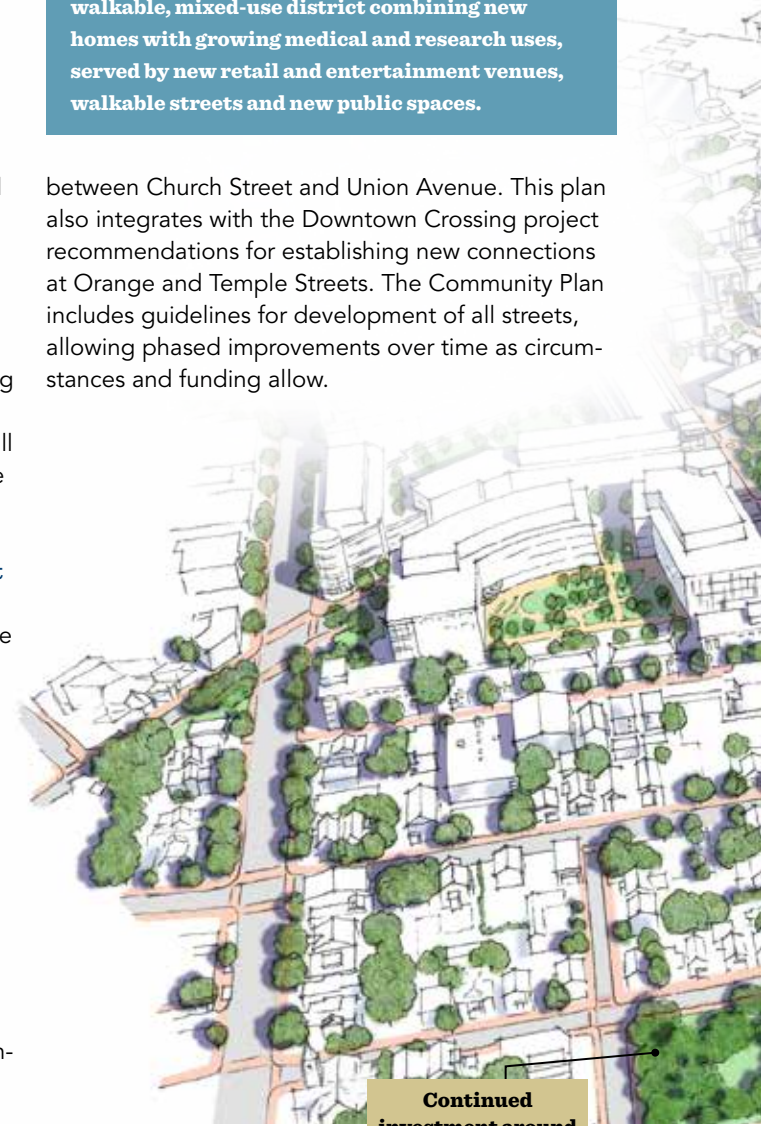 walkable, mixed-use district combining new
homes with growing medical and research uses,
served by new retail and entertainment venues,
walkable streets and new public spaces.
between Church Street and Union Avenue. This plan
also integrates with the Downtown Crossing project
recommendations for establishing new connections
at Orange and Temple Streets. The Community Plan
includes guidelines for development of all streets,
allowing phased improvements over time as circum-
stances and funding allow.
Continued
investment around